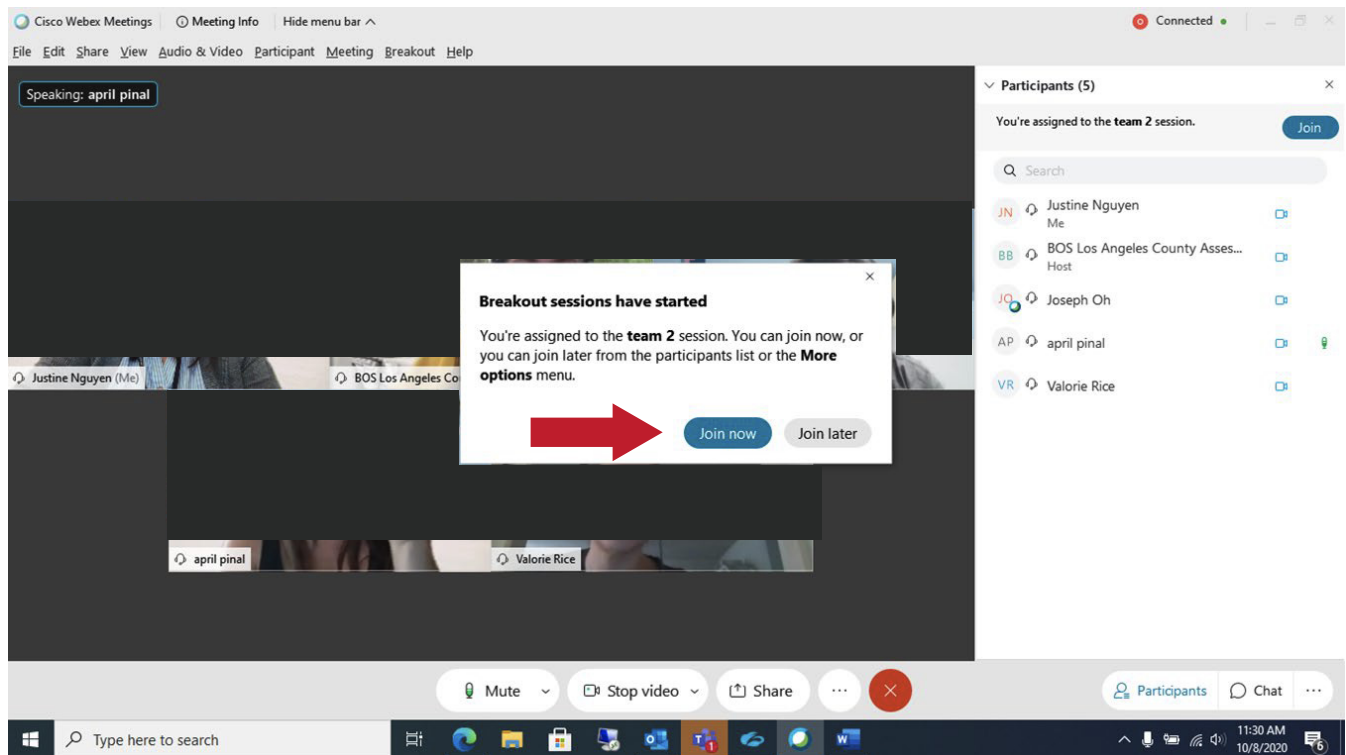 Cisco Webex Meetings Meeting Info Hide menu bar
Connected
File Edit Share View Audio & Video Participant Meeting Breakout Help
Speaking: april pinal
Participants (5)
You're assigned to the team 2 session.
Join
Search
JN Justine Nguyen
Me
BB BOS Los Angeles County Asses...
Host
JO Joseph Oh
AP april pinal
VR Valorie Rice
Breakout sessions have started
You're assigned to the team 2 session. You can join now, or
you can join later from the participants list or the More
options menu.
Join now Join later
Justine Nguyen (Me)
BOS Los Angeles Co
april pinal
Valorie Rice
Mute Stop video Share
Participants Chat
Type here to search
11:30 AM
10/8/2020